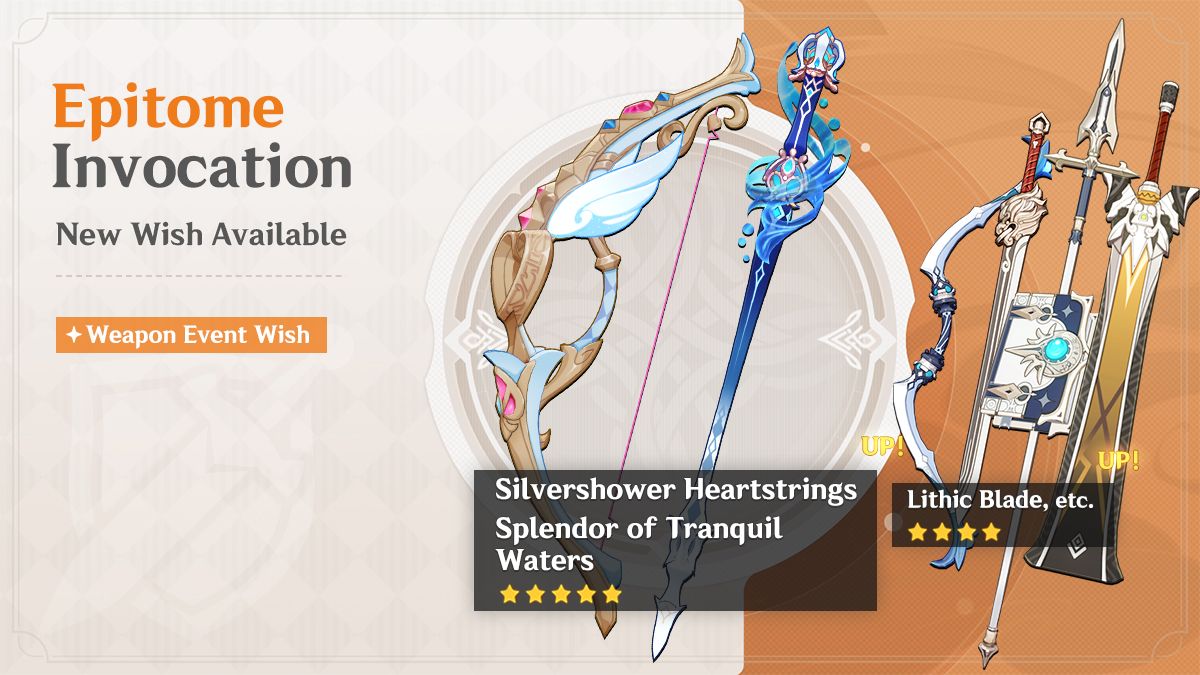 Epitome
Invocation
New Wish Available
Weapon Event Wish
UP!
Silvershower Heartstrings
Splendor of Tranquil
Waters
UP!
Lithic Blade, etc.